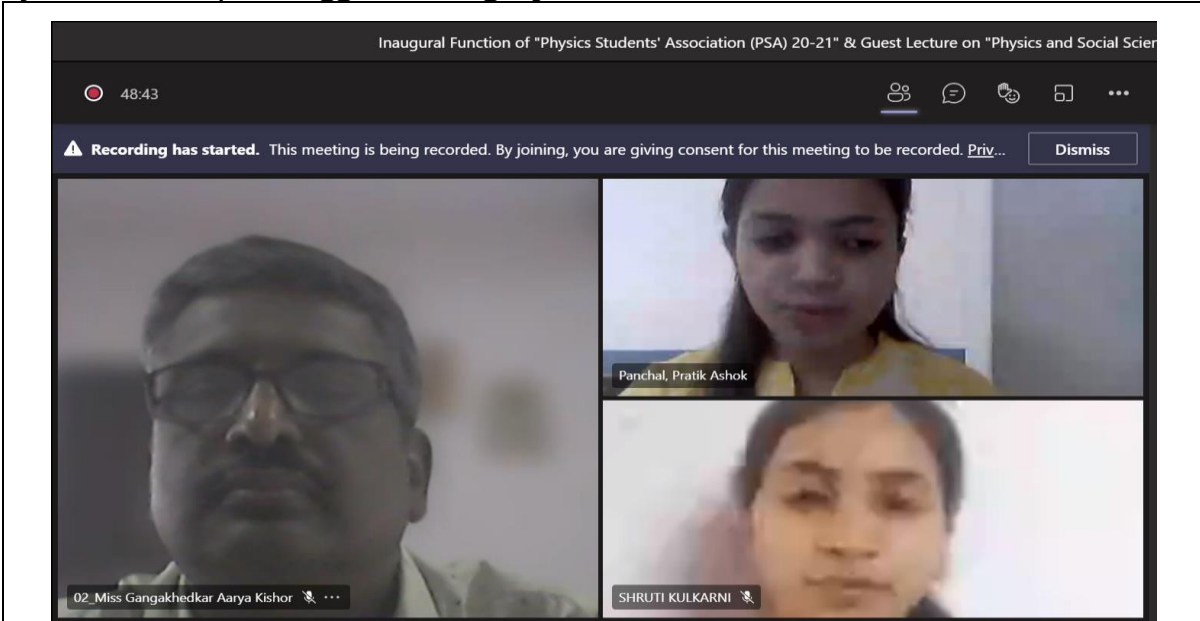 Inaugural Function of "Physics Students' Association (PSA) 20-21" & Guest Lecture on "Physics and Social Scier
48:43
Recording has started. This meeting is being recorded. By joining, you are giving consent for this meeting to be recorded. Priv... Dismiss
Panchal, Pratik Ashok
02_Miss Gangakhedkar Aarya Kishor ...
SHRUTI KULKARNI